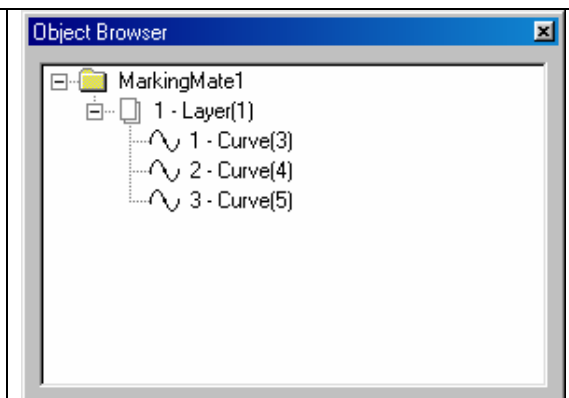 Object Browser
MarkingMate1
1 - Layer(1)
1 - Curve(3)
2 - Curve(4)
3 - Curve(5)